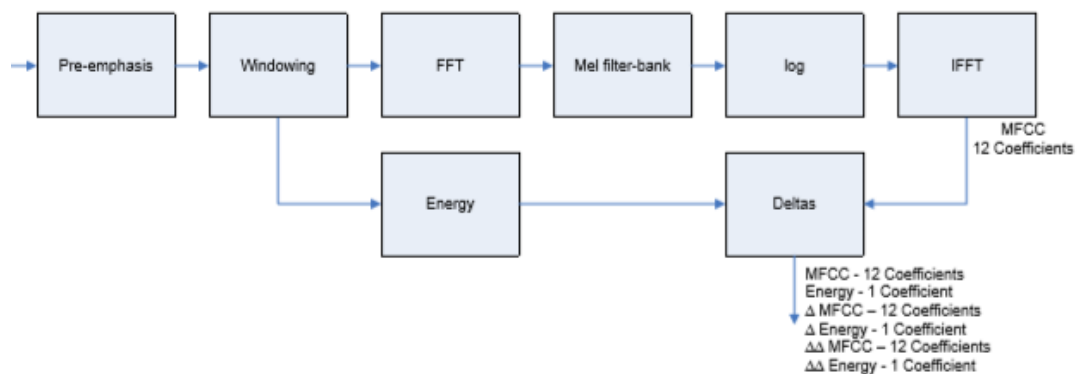 Pre-emphasis
Windowing
FFT
Mel filter-bank
log
IFFT
MFCC
12 Coefficients
Energy
Deltas
MFCC - 12 Coefficients
Energy - 1 Coefficient
Δ MFCC – 12 Coefficients
Δ Energy - 1 Coefficient
ΔΔ MFCC – 12 Coefficients
ΔΔ Energy - 1 Coefficient